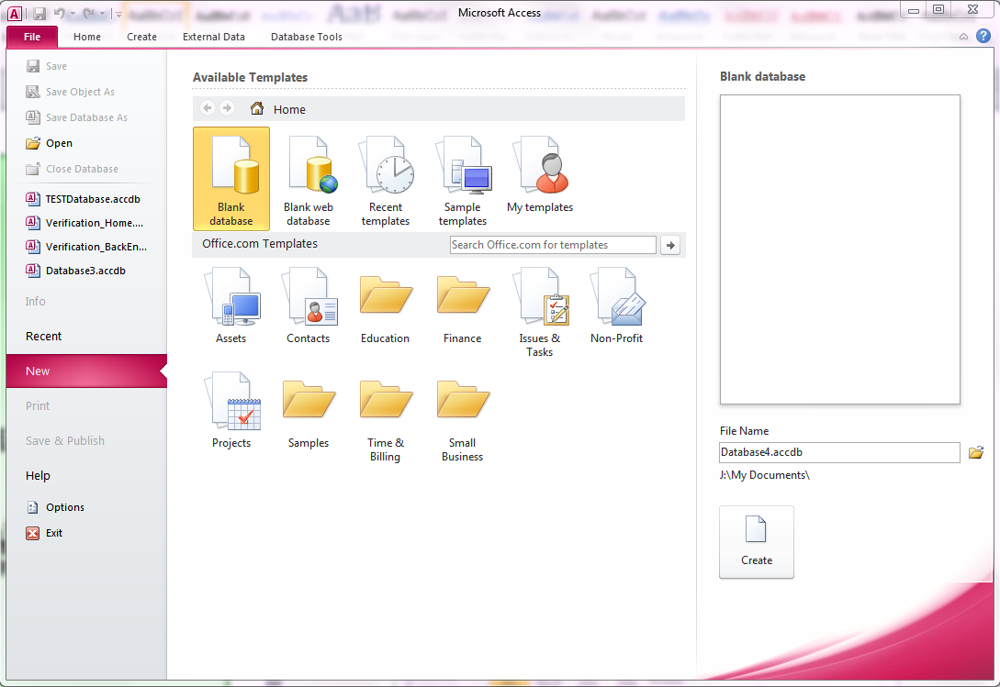 Microsoft Access
File
Home
Create
External Data
Database Tools
Save
Save Object As
Save Database As
Open
Close Database
TESTDatabase.accdb
Verification_Home....
Verification_BackEn...
Database3.accdb
Info
Recent
New
Print
Save & Publish
Help
Options
Exit
Available Templates
Home
Blank
database
Blank web
database
Recent
templates
Sample
templates
My templates
Office.com Templates
Search Office.com for templates
Assets
Contacts
Education
Finance
Issues &
Tasks
Non-Profit
Projects
Samples
Time &
Billing
Small
Business
Blank database
File Name
Database4.accdb
J:\My Documents\
Create